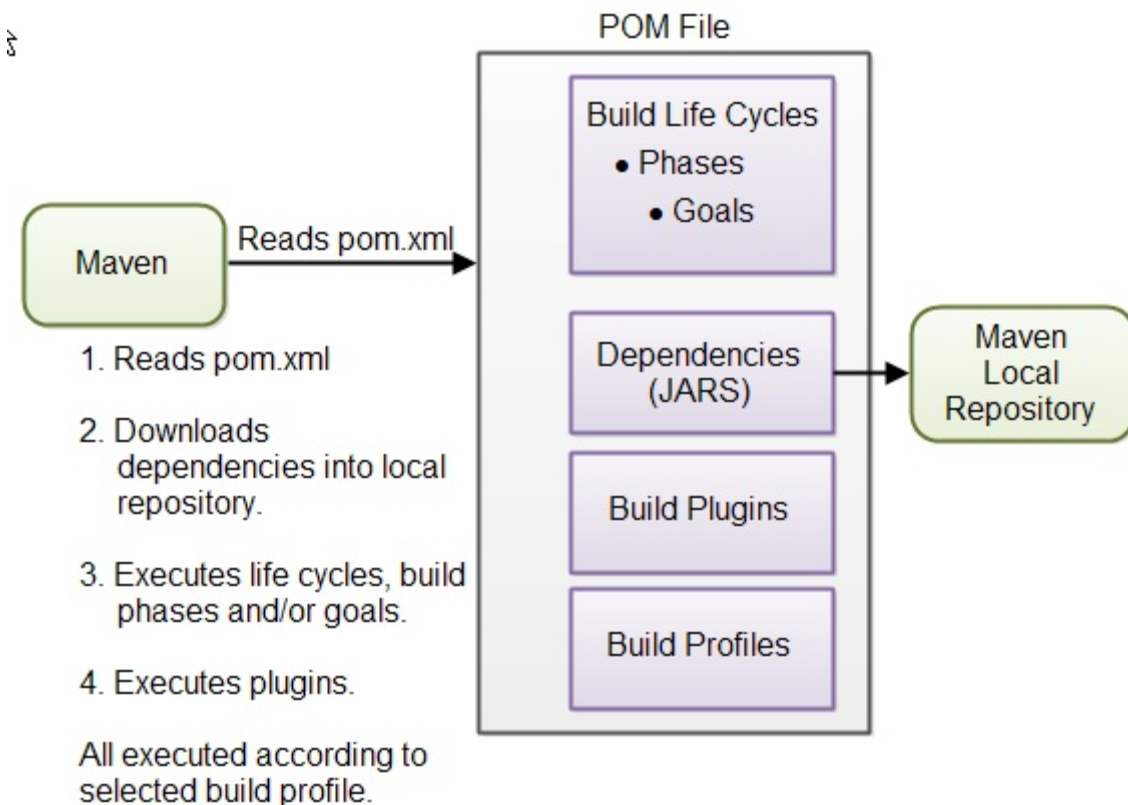 POM File
Build Life Cycles
• Phases
• Goals
Maven
Reads pom.xml
Dependencies
(JARS)
Maven
Local
Repository
Build Plugins
Build Profiles
1. Reads pom.xml
2. Downloads
dependencies into local
repository.
3. Executes life cycles, build
phases and/or goals.
4. Executes plugins.
All executed according to
selected build profile.